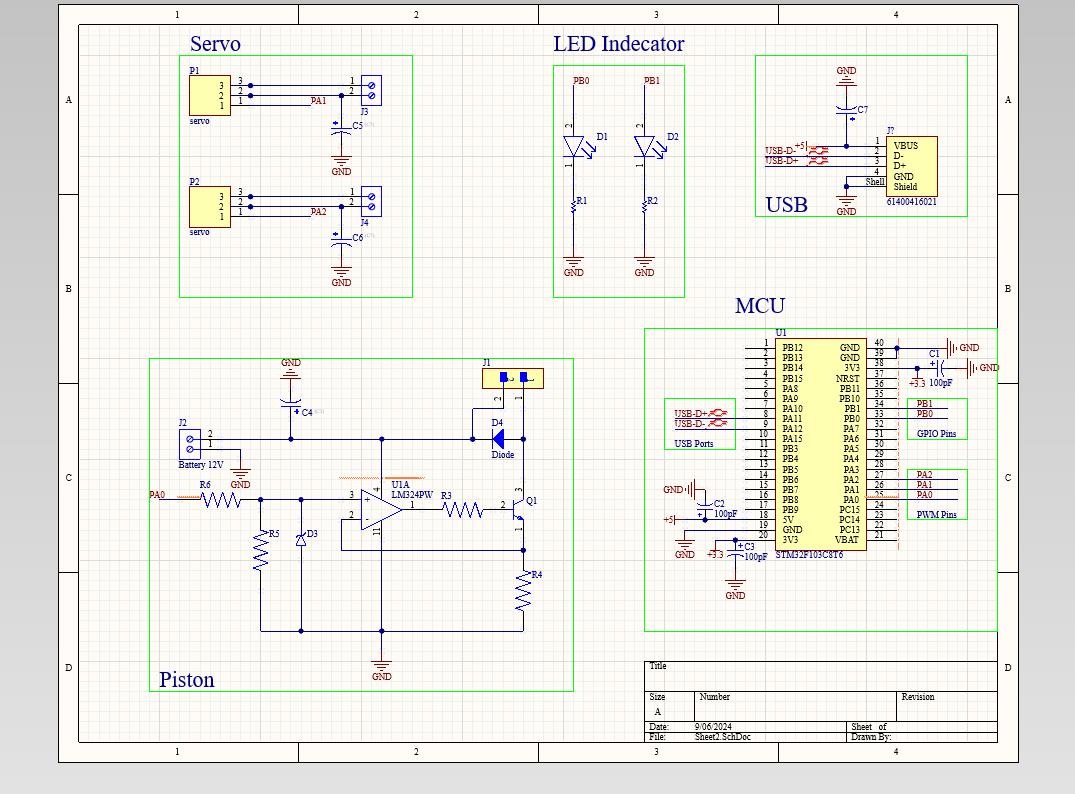 1 2 3 4
Servo
LED Indecator
P1
3 3
2 2
1 1
PA1
servo
1
2
J3
C5
GND
P2
3 3
2 2
1 1
PA2
servo
1
2
J4
C6
GND
PB0 PB1
2 D1 2 D2
1 1
R1 R2
GND GND
GND
C7
J?
+5
1 VBUS
USB-D- 2 D-
USB-D+ 3 D+
4 GND
Shell Shield
GND
61400416021
USB
A A
B B
MCU
U1
1 PB12 GND 40
2 PB13 GND 39
3 PB14 3V3 38
4 PB15 NRST 37
5 PA8 PB11 36
6 PA9 PB10 35
7 PA10 PB1 34
8 PA11 PB0 33
9 PA12 PA7 32
10 PA15 PA6 31
11 PB3 PA5 30
12 PB4 PA4 29
13 PB5 PA3 28
14 PB6 PA2 27
15 PB7 PA1 26
16 PB8 PA0 25
17 PB9 PC15 24
18 5V PC14 23
19 GND PC13 22
20 3V3 VBAT 21
STM32F103C8T6
GND
C1
GND
+3.3 100pF
PB1
PB0
GPIO Pins
PA2
PA1
PA0
PWM Pins
USB-D+
USB-D-
USB Ports
GND
C2
100pF
+5
GND
+3.3
C3
100pF
GND
GND
C4
J1
2 1
D4
Diode
J2
2
1
Battery 12V
GND
PA0
R6
R5
D3
U1A
LM324PW
4
3 +
1
2 -
11
R3
3
2
Q1
1
R4
GND
Piston
C C
D D
Title
Size
A
Number
Revision
Date: 9/06/2024 Sheet of
File: Sheet2.SchDoc Drawn By:
1 2 3 4